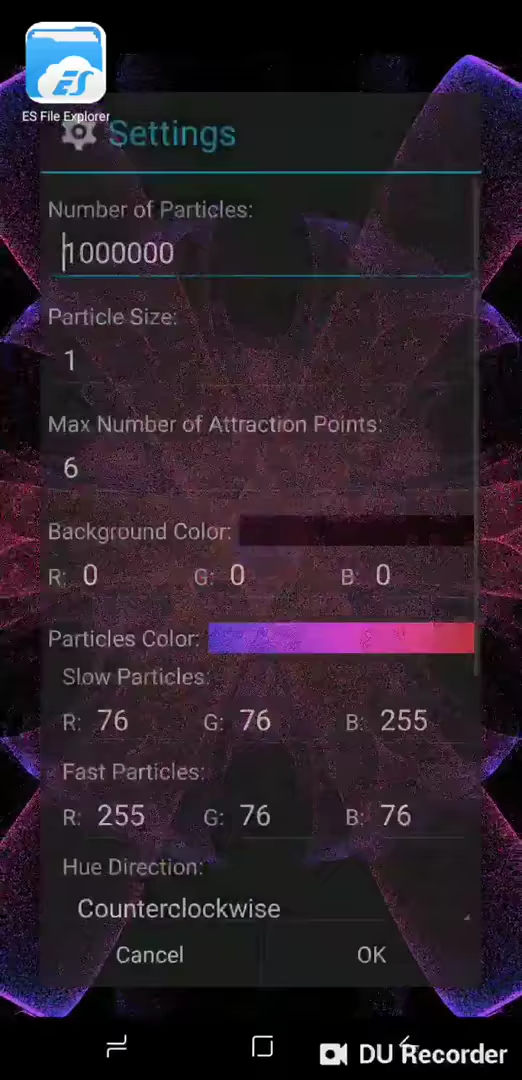 ES
ES File Explorer
Settings
Number of Particles:
1000000
Particle Size:
1
Max Number of Attraction Points:
6
Background Color:
R: 0 G: 0 B: 0
Particles Color:
Slow Particles:
R: 76 G: 76 B: 255
Fast Particles:
R: 255 G: 76 B: 76
Hue Direction:
Counterclockwise
Cancel OK
DU Recorder